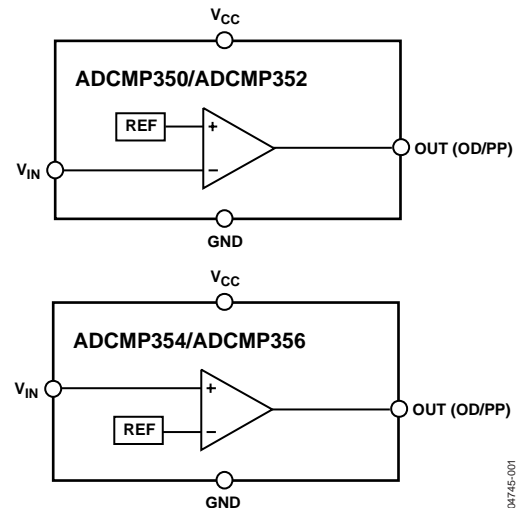 VCC
ADCMP350/ADCMP352
REF
+
VIN
−
OUT (OD/PP)
GND
VCC
ADCMP354/ADCMP356
VIN
+
REF
−
OUT (OD/PP)
GND
04745-001